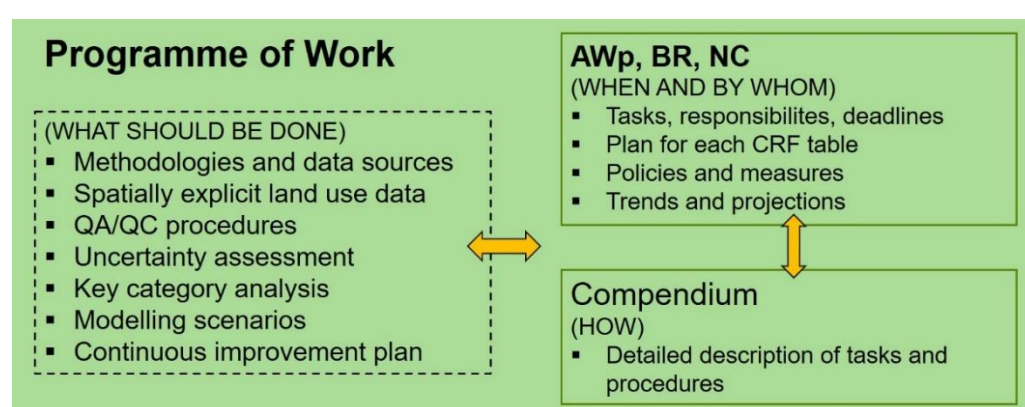 Programme of Work
(WHAT SHOULD BE DONE)
▪ Methodologies and data sources
▪ Spatially explicit land use data
▪ QA/QC procedures
▪ Uncertainty assessment
▪ Key category analysis
▪ Modelling scenarios
▪ Continuous improvement plan
AWp, BR, NC
(WHEN AND BY WHOM)
▪ Tasks, responsibilites, deadlines
▪ Plan for each CRF table
▪ Policies and measures
▪ Trends and projections
Compendium
(HOW)
▪ Detailed description of tasks and
procedures